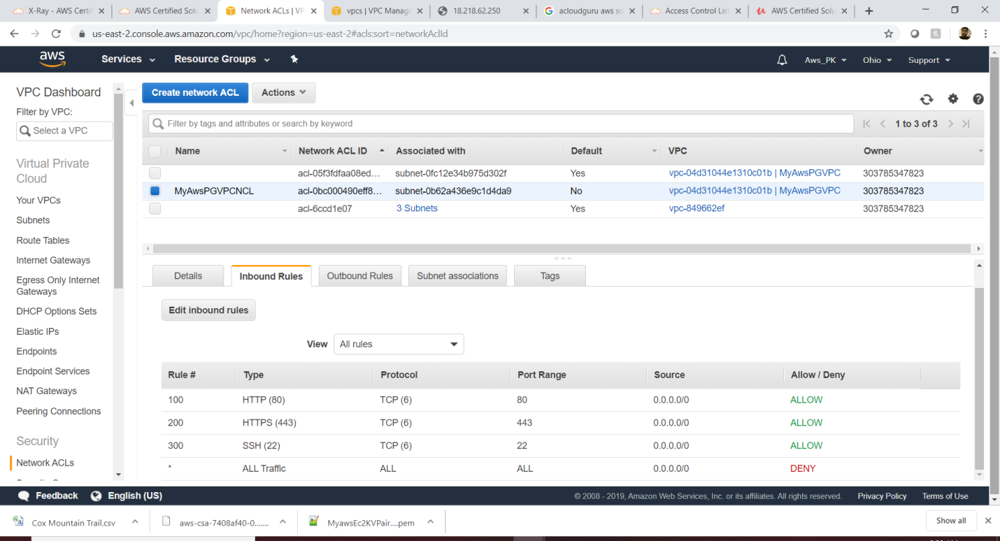 X-Ray - AWS Certif
AWS Certified Solu
Network ACLs | VP
vpcs | VPC Manage
18.218.62.250
acloudguru aws so
Access Control List
AWS Certified Solu
us-east-2.console.aws.amazon.com/vpc/home?region=us-east-2#acls:sort=networkAclId
aws
Services
Resource Groups
Aws_PK
Ohio
Support
VPC Dashboard
Filter by VPC:
Select a VPC
Virtual Private
Cloud
Your VPCs
Subnets
Route Tables
Internet Gateways
Egress Only Internet
Gateways
DHCP Options Sets
Elastic IPs
Endpoints
Endpoint Services
NAT Gateways
Peering Connections
Security
Network ACLs
Create network ACL
Actions
Filter by tags and attributes or search by keyword
1 to 3 of 3
Name Network ACL ID Associated with Default VPC Owner
acl-05f3fdfaa08ed... subnet-0fc12e34b975d302f Yes vpc-04d31044e1310c01b | MyAwsPGVPC 303785347823
MyAwsPGVPCNCL acl-0bc000490eff8... subnet-0b62a436e9c1d4da9 No vpc-04d31044e1310c01b | MyAwsPGVPC 303785347823
acl-6ccd1e07 3 Subnets Yes vpc-849662ef 303785347823
Details
Inbound Rules
Outbound Rules
Subnet associations
Tags
Edit inbound rules
View All rules
Rule # Type Protocol Port Range Source Allow / Deny
100 HTTP (80) TCP (6) 80 0.0.0.0/0 ALLOW
200 HTTPS (443) TCP (6) 443 0.0.0.0/0 ALLOW
300 SSH (22) TCP (6) 22 0.0.0.0/0 ALLOW
* ALL Traffic ALL ALL 0.0.0.0/0 DENY
Feedback
English (US)
© 2008 - 2019, Amazon Web Services, Inc. or its affiliates. All rights reserved.
Privacy Policy
Terms of Use
Cox Mountain Trail.csv
aws-csa-7408af40-0.......
MyawsEc2KVPair....pem
Show all